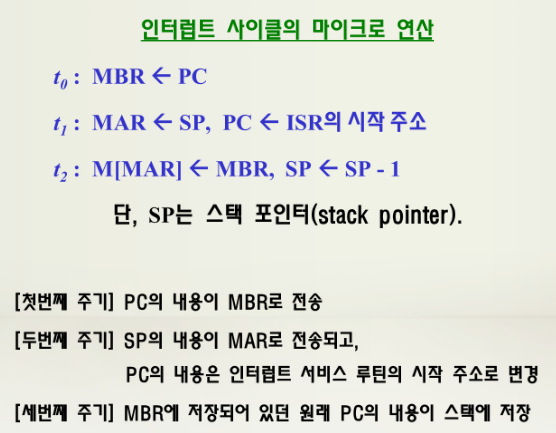 인터럽트 사이클의 마이크로 연산
t0 : MBR ← PC
t1 : MAR ← SP, PC ← ISR의 시작 주소
t2 : M[MAR] ← MBR, SP ← SP - 1
단, SP는 스택 포인터(stack pointer).
[첫번째 주기] PC의 내용이 MBR로 전송
[두번째 주기] SP의 내용이 MAR로 전송되고,
PC의 내용은 인터럽트 서비스 루틴의 시작 주소로 변경
[세번째 주기] MBR에 저장되어 있던 원래 PC의 내용이 스택에 저장